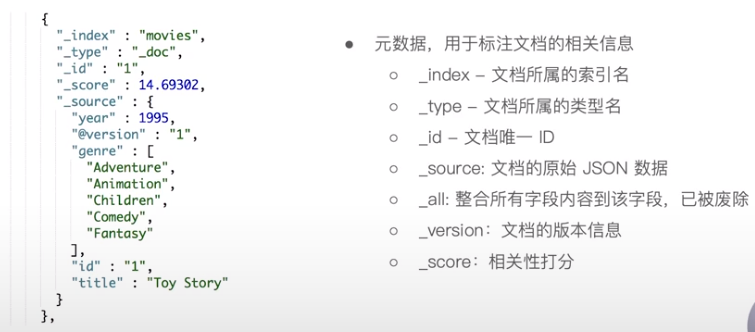 {
"_index" : "movies",
"_type" : "_doc",
"_id" : "1",
"_score" : 14.69302,
"_source" : {
"year" : 1995,
"@version" : "1",
"genre" : [
"Adventure",
"Animation",
"Children",
"Comedy",
"Fantasy"
],
"id" : "1",
"title" : "Toy Story"
}
},
● 元数据，用于标注文档的相关信息
○ _index – 文档所属的索引名
○ _type – 文档所属的类型名
○ _id – 文档唯一 ID
○ _source: 文档的原始 JSON 数据
○ _all: 整合所有字段内容到该字段，已被废除
○ _version：文档的版本信息
○ _score：相关性打分